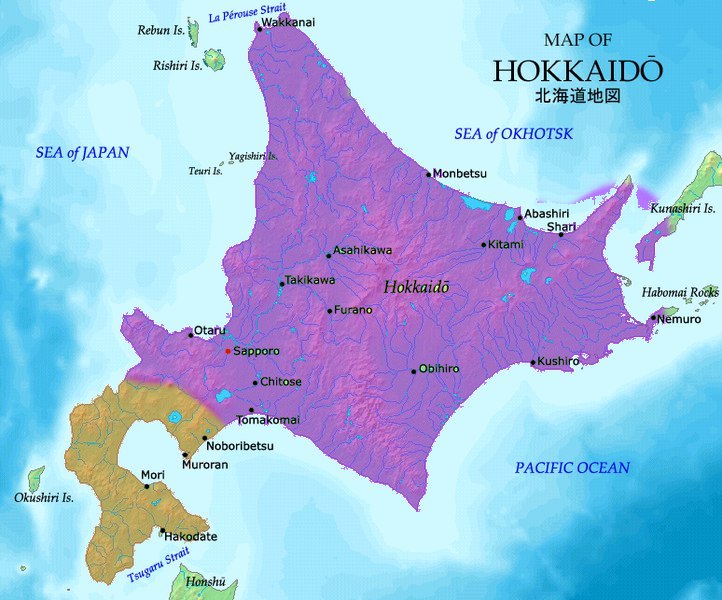 La Pérouse Strait
Wakkanai
Rebun Is.
Rishiri Is.
MAP OF
HOKKAIDŌ
北海道地図
SEA of OKHOTSK
SEA of JAPAN
Yagishiri Is.
Teuri Is.
Monbetsu
Kunashiri Is.
Abashiri
Shari
Kitami
Asahikawa
Takikawa
Hokkaidō
Habomai Rocks
Furano
Nemuro
Otaru
Sapporo
Kushiro
Obihiro
Chitose
Tomakomai
Noboribetsu
Muroran
PACIFIC OCEAN
Mori
Okushiri Is.
Hakodate
Tsugaru Strait
Honshū